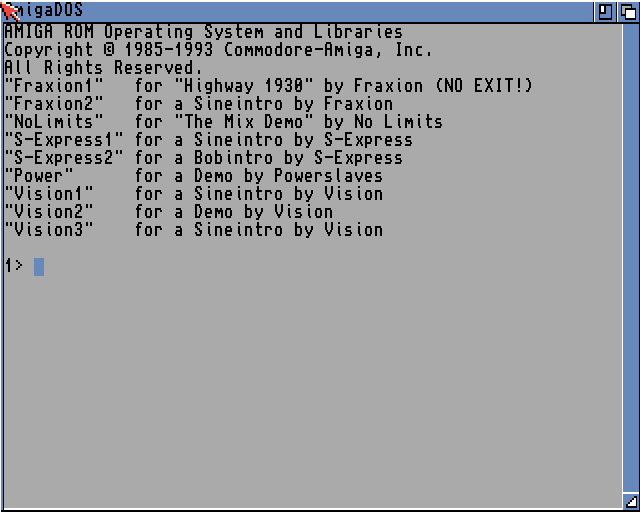 AmigaDOS
AMIGA ROM Operating System and Libraries
Copyright © 1985-1993 Commodore-Amiga, Inc.
All Rights Reserved.
"Fraxion1"   for "Highway 1930" by Fraxion (NO EXIT!)
"Fraxion2"   for a Sineintro by Fraxion
"NoLimits"   for "The Mix Demo" by No Limits
"S-Express1" for a Sineintro by S-Express
"S-Express2" for a Bobintro by S-Express
"Power"      for a Demo by Powerslaves
"Vision1"    for a Sineintro by Vision
"Vision2"    for a Demo by Vision
"Vision3"    for a Sineintro by Vision
1>